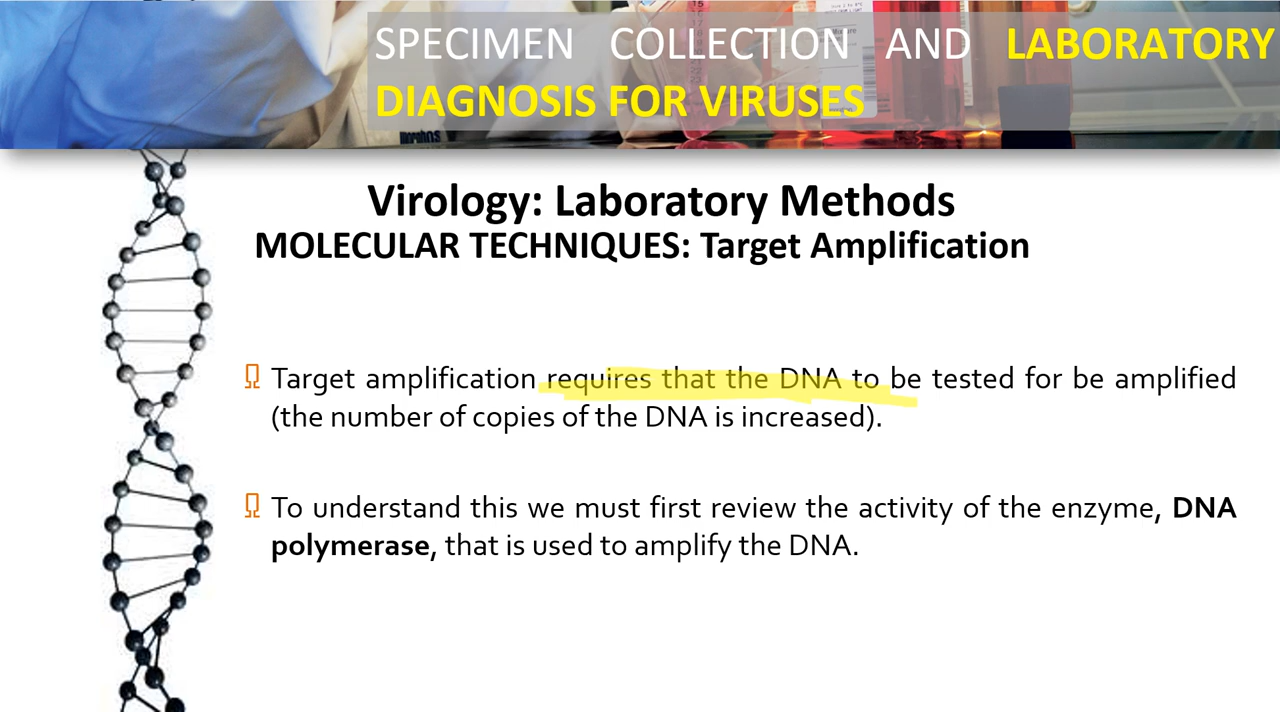 SPECIMEN COLLECTION AND LABORATORY
DIAGNOSIS FOR VIRUSES
Virology: Laboratory Methods
MOLECULAR TECHNIQUES: Target Amplification
Target amplification requires that the DNA to be tested for be amplified
(the number of copies of the DNA is increased).
To understand this we must first review the activity of the enzyme, DNA
polymerase, that is used to amplify the DNA.